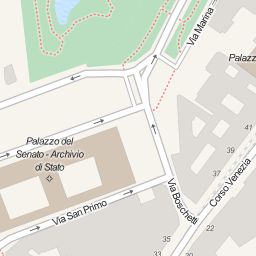 Via Marina
Palazz
Palazzo del
Senato - Archivio
di Stato
39
41
37
Via San Primo
Via Boschetti
Corso Venezia
35
33
22